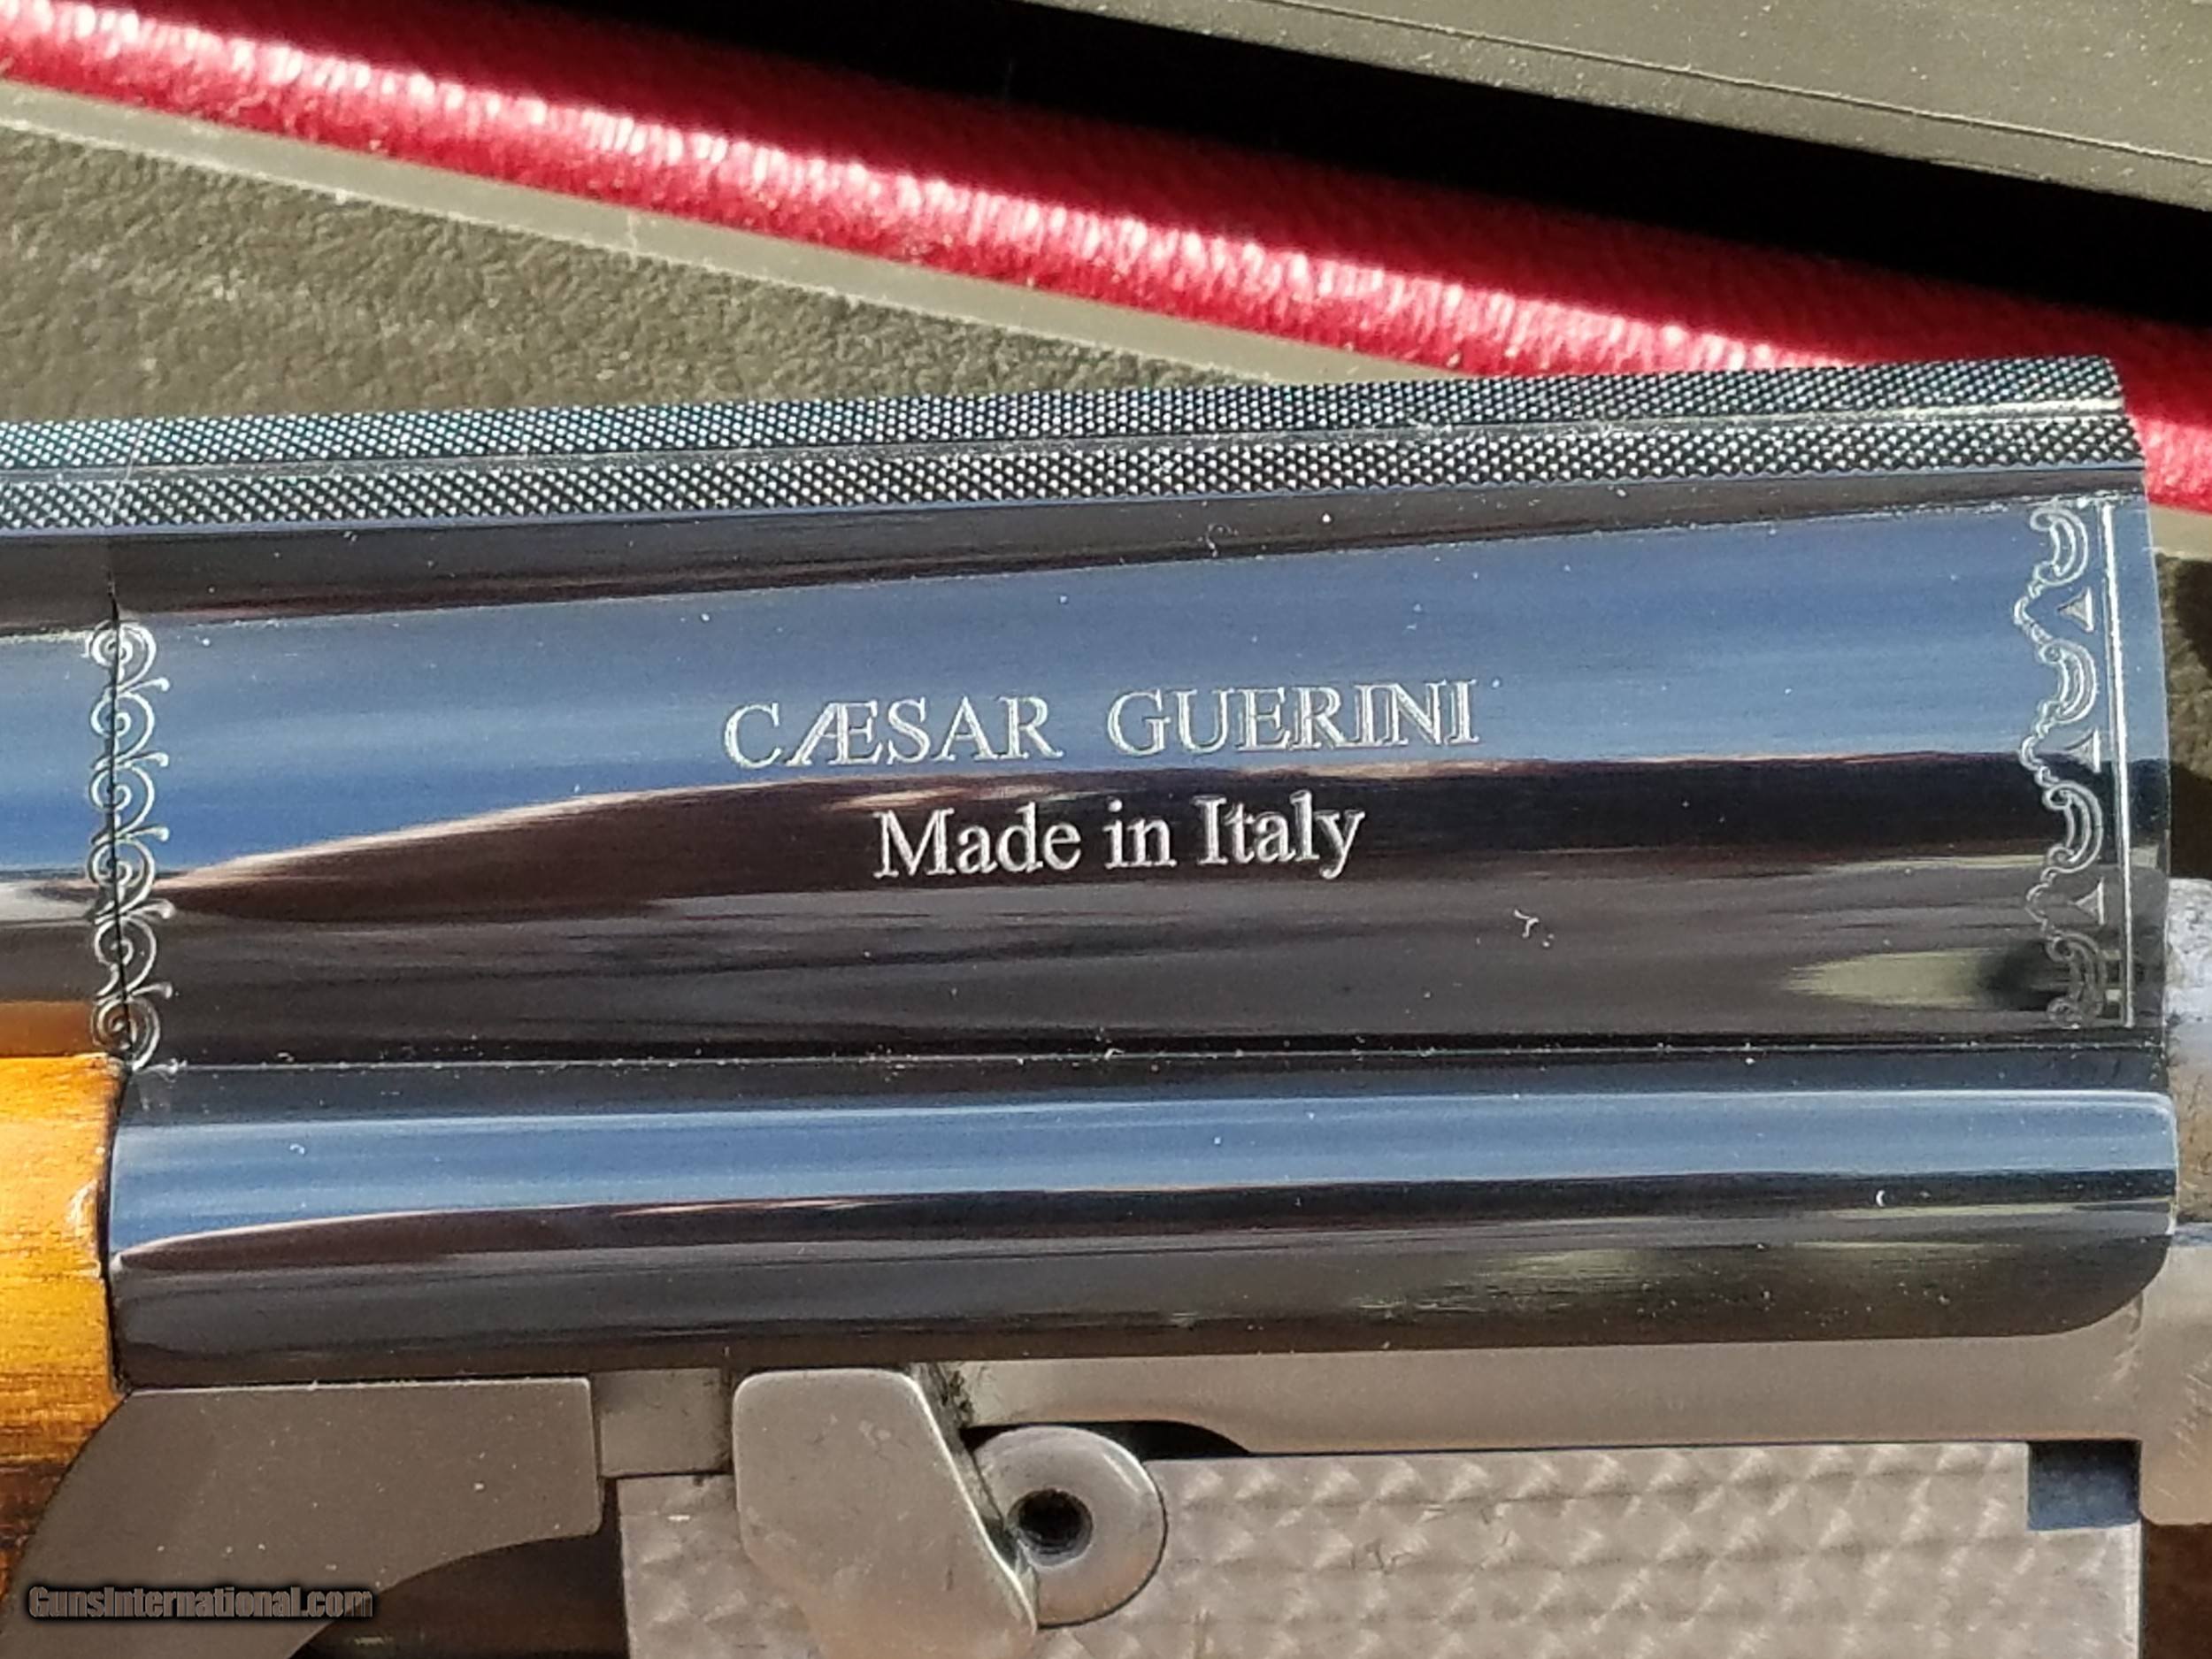 CÆSAR GUERINI
Made in Italy
GunsInternational.com